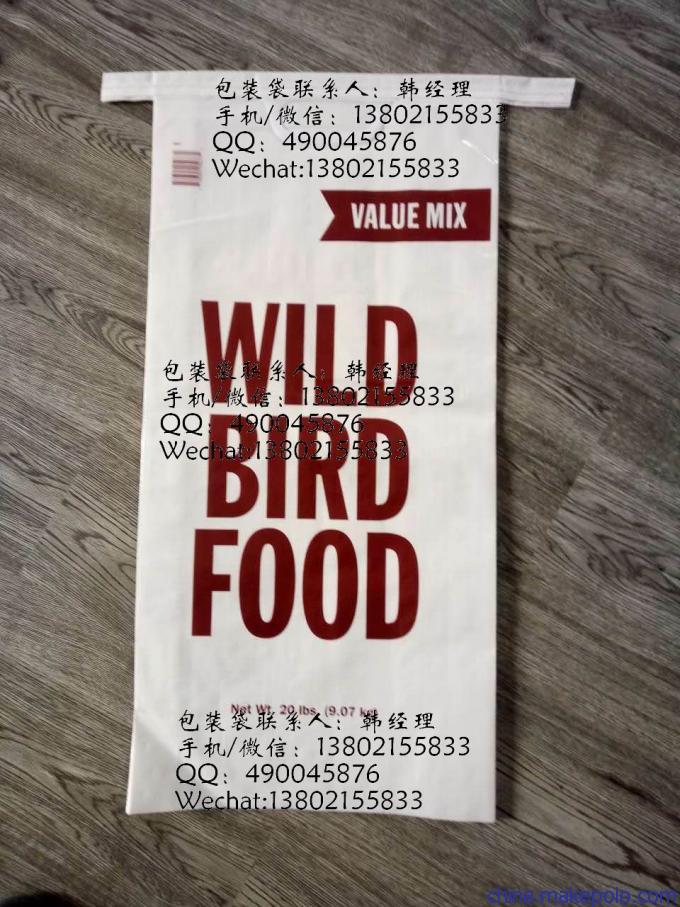 包装袋联系人：韩经理
手机/微信：13802155833
QQ：490045876
Wechat:13802155833
VALUE MIX
WILD
包装袋联系人：韩经理
手机/微信：13802155833
BIRD
QQ：490045876
Wechat:13802155833
FOOD
Net Wt. 20 lbs. (9.07 kg)
包装袋联系人：韩经理
手机/微信：13802155833
QQ：490045876
Wechat:13802155833
china.makepolo.com